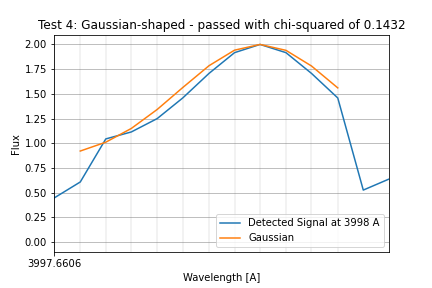 Test 4: Gaussian-shaped - passed with chi-squared of 0.1432
2.00
1.75
1.50
1.25
1.00
0.75
0.50
0.25
0.00
Flux
Detected Signal at 3998 A
Gaussian
3997.6606
Wavelength [A]